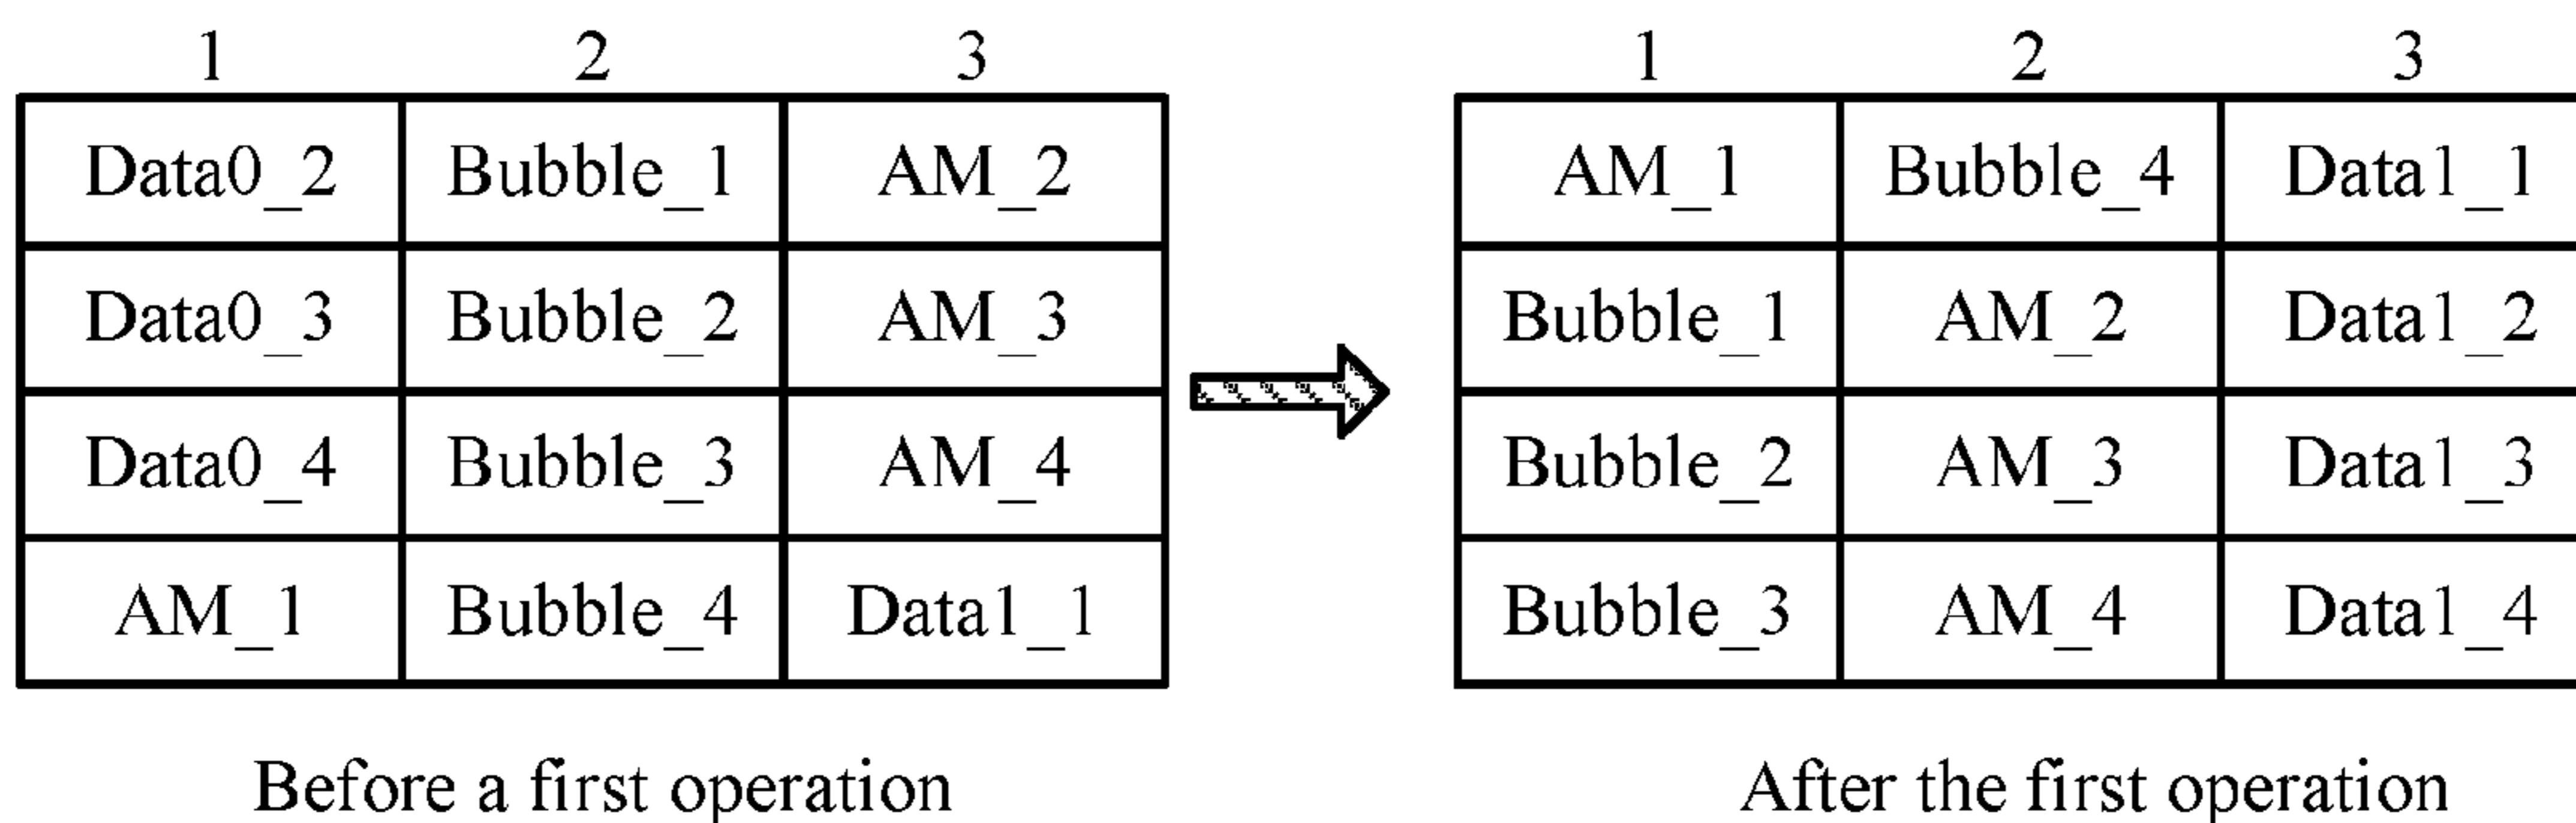 1 2 3 1 2 3
Data0_2 Bubble_1 AM_2 AM_1 Bubble_4 Data1_1
Data0_3 Bubble_2 AM_3 Bubble_1 AM_2 Data1_2
Data0_4 Bubble_3 AM_4 Bubble_2 AM_3 Data1_3
AM_1 Bubble_4 Data1_1 Bubble_3 AM_4 Data1_4
Before a first operation After the first operation